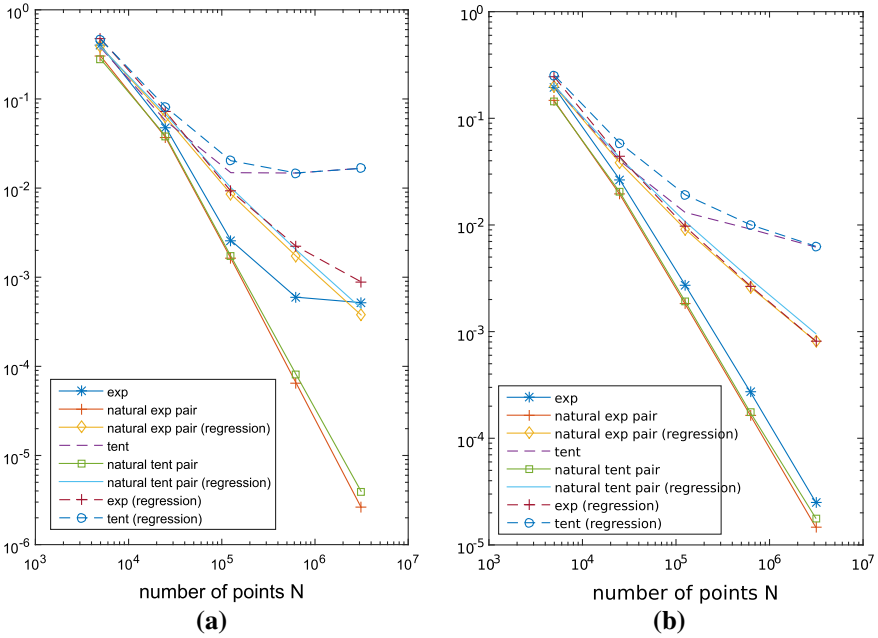 10^0
10^-1
10^-2
10^-3
10^-4
10^-5
10^-6
10^3
10^4
10^5
10^6
10^7
exp
natural exp pair
natural exp pair (regression)
tent
natural tent pair
natural tent pair (regression)
exp (regression)
tent (regression)
number of points N
(a)
10^0
10^-1
10^-2
10^-3
10^-4
10^-5
10^3
10^4
10^5
10^6
10^7
exp
natural exp pair
natural exp pair (regression)
tent
natural tent pair
natural tent pair (regression)
exp (regression)
tent (regression)
number of points N
(b)